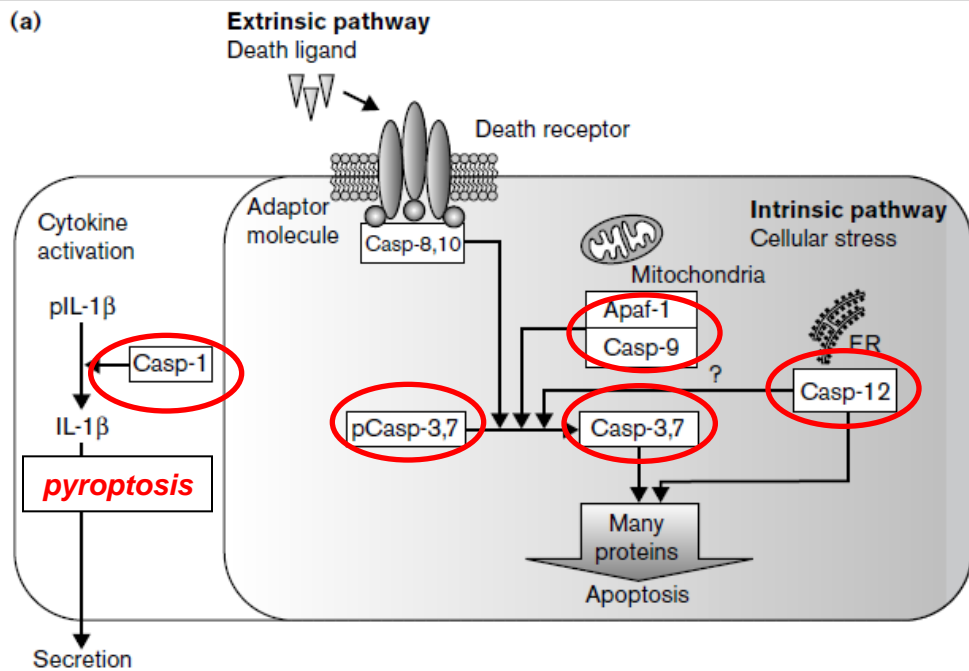 (a)
Extrinsic pathway
Death ligand
Death receptor
Cytokine
activation
Adaptor
molecule
Casp-8,10
Intrinsic pathway
Cellular stress
Mitochondria
pIL-1β
Apaf-1
Casp-9
ER
Casp-1
?
Casp-12
IL-1β
pCasp-3,7
Casp-3,7
pyroptosis
Many
proteins
Apoptosis
Secretion